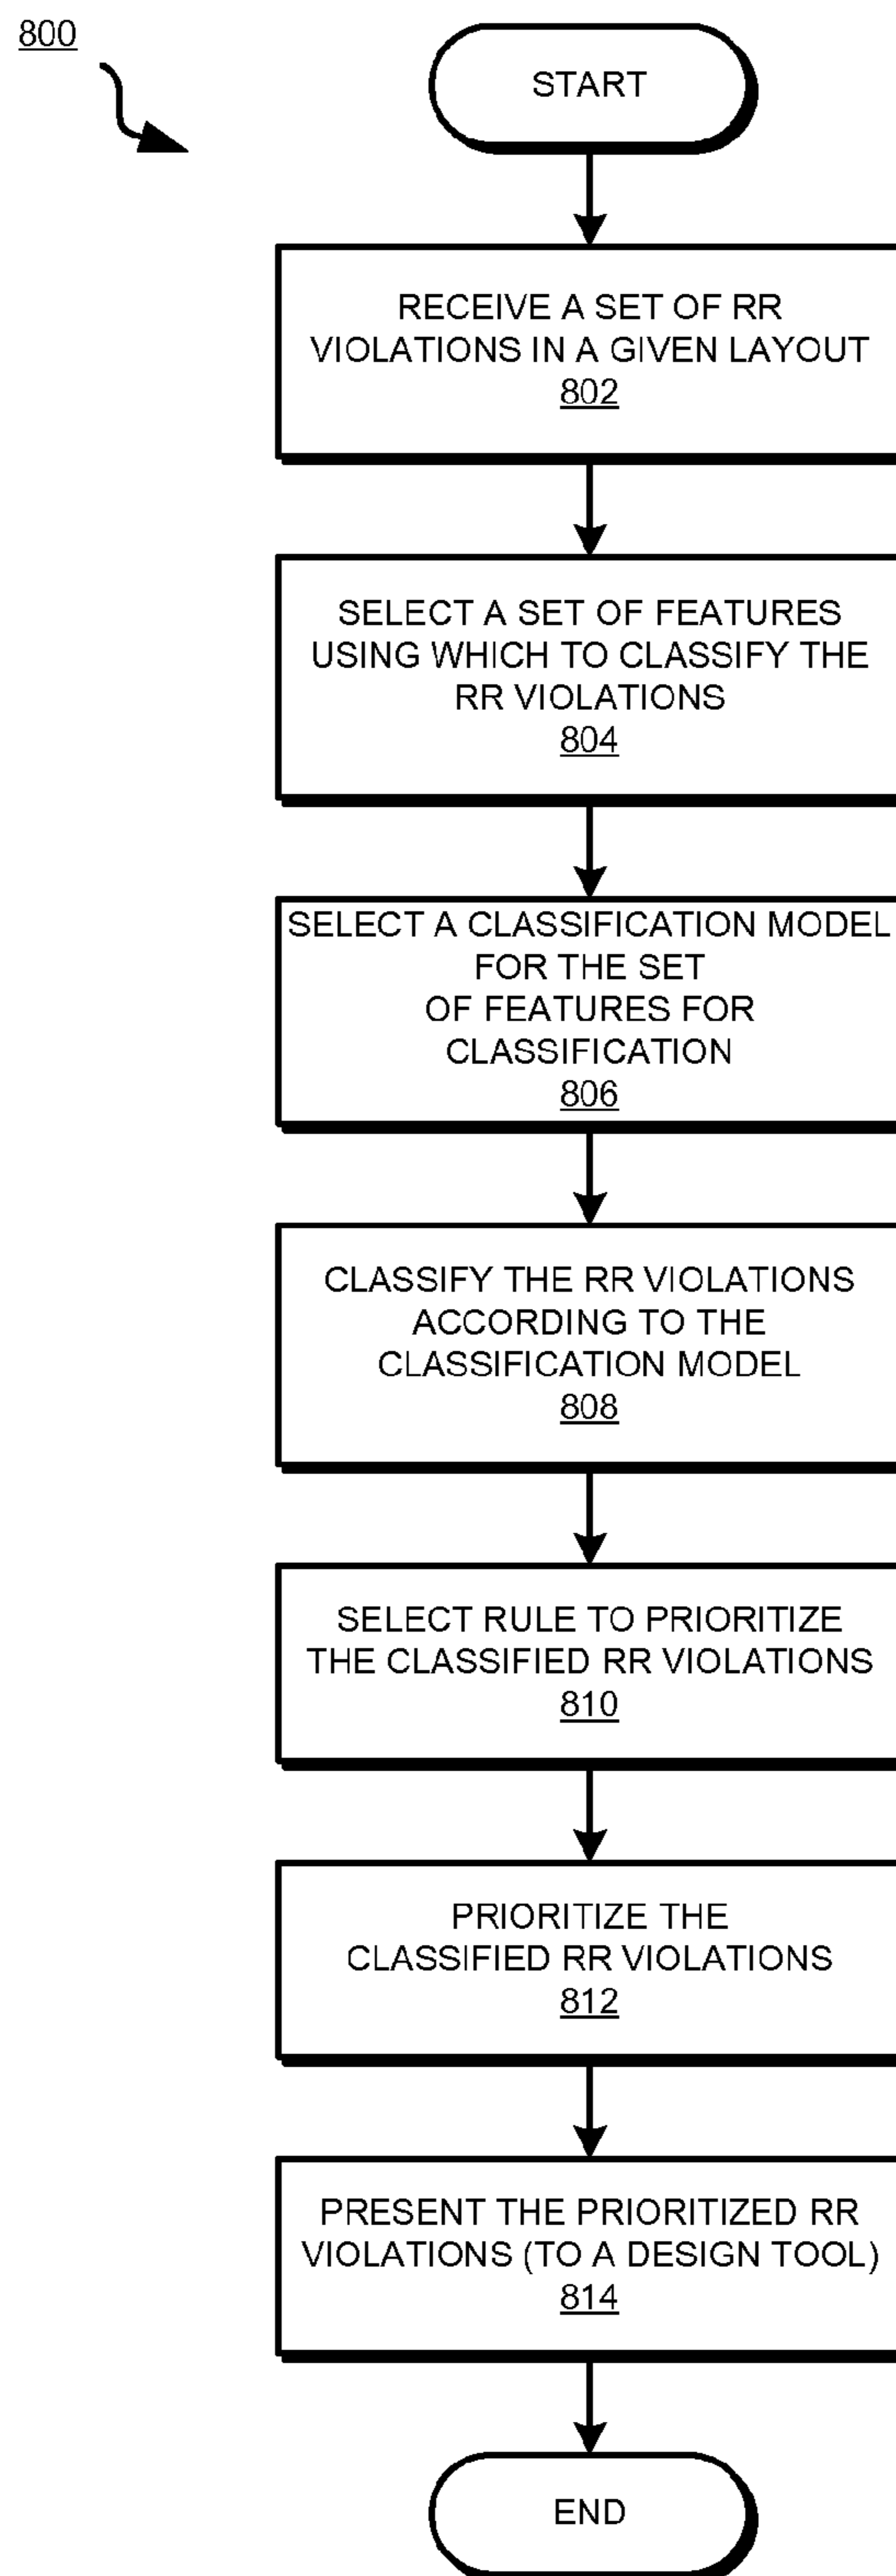 800
START
RECEIVE A SET OF RR
VIOLATIONS IN A GIVEN LAYOUT
802
SELECT A SET OF FEATURES
USING WHICH TO CLASSIFY THE
RR VIOLATIONS
804
SELECT A CLASSIFICATION MODEL
FOR THE SET
OF FEATURES FOR
CLASSIFICATION
806
CLASSIFY THE RR VIOLATIONS
ACCORDING TO THE
CLASSIFICATION MODEL
808
SELECT RULE TO PRIORITIZE
THE CLASSIFIED RR VIOLATIONS
810
PRIORITIZE THE
CLASSIFIED RR VIOLATIONS
812
PRESENT THE PRIORITIZED RR
VIOLATIONS (TO A DESIGN TOOL)
814
END